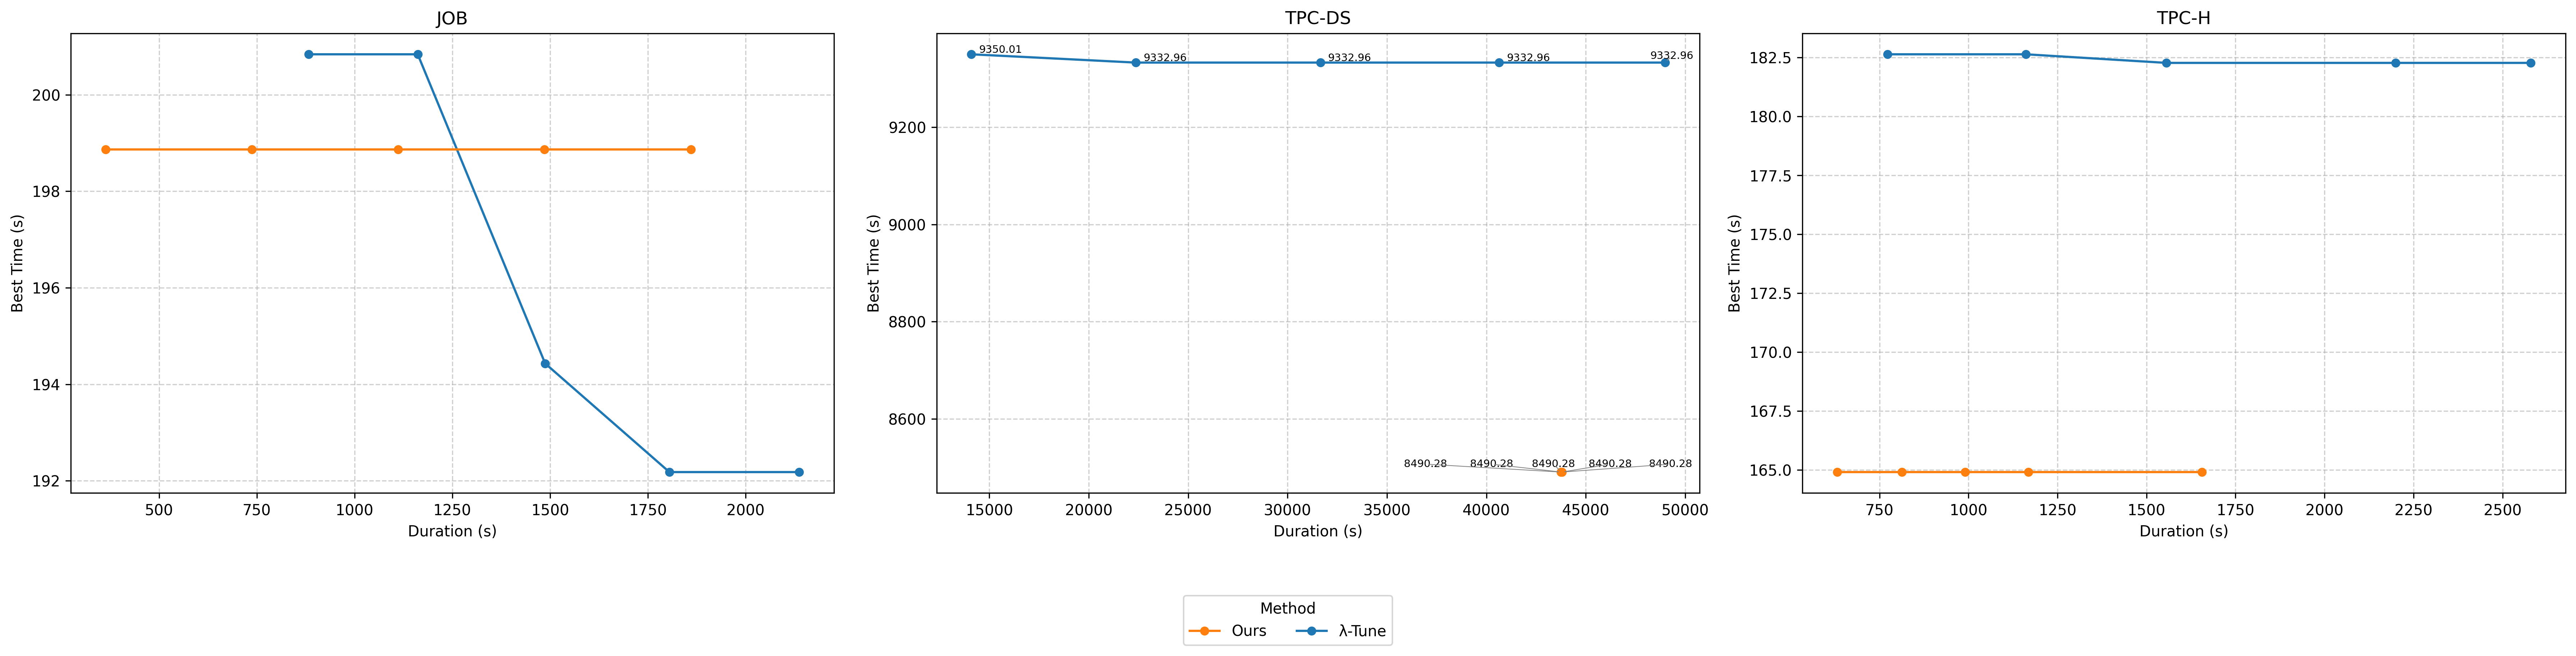 JOB
Best Time (s)
200
198
196
194
192
500 750 1000 1250 1500 1750 2000
Duration (s)
TPC-DS
Best Time (s)
9200
9000
8800
8600
9350.01 9332.96 9332.96 9332.96 9332.96
8490.28 8490.28 8490.28 8490.28 8490.28
15000 20000 25000 30000 35000 40000 45000 50000
Duration (s)
TPC-H
Best Time (s)
182.5
180.0
177.5
175.0
172.5
170.0
167.5
165.0
750 1000 1250 1500 1750 2000 2250 2500
Duration (s)
Method
Ours λ-Tune